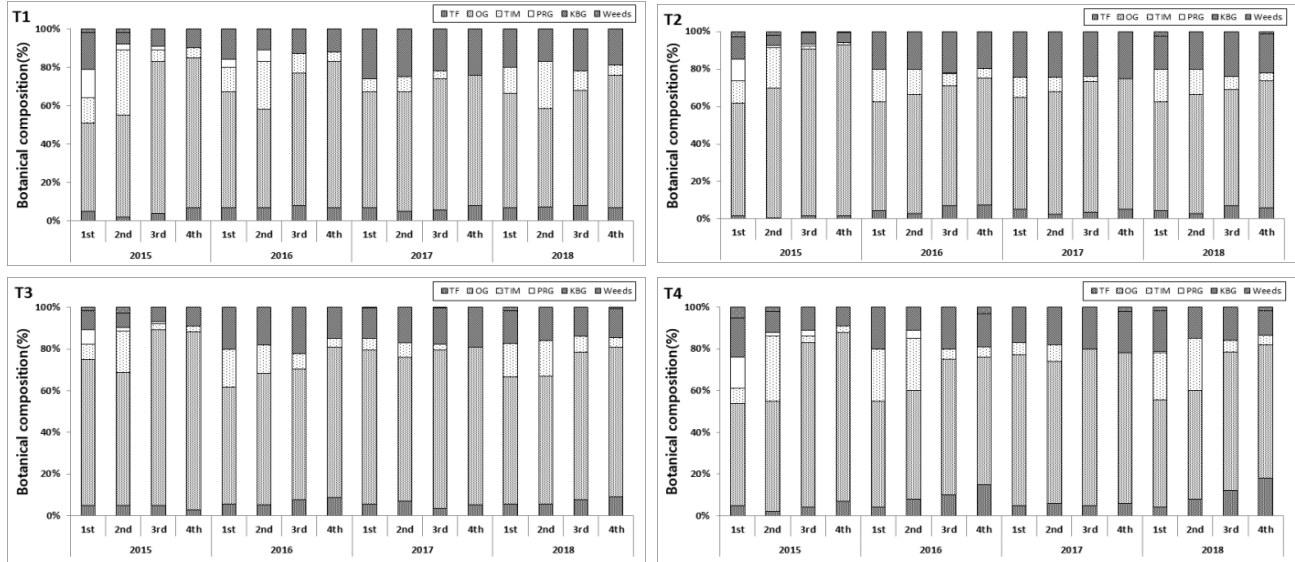 T1
TF OG TIM PRG KBG Weeds
Botanical composition(%)
100%
80%
60%
40%
20%
0%
1st 2nd 3rd 4th 1st 2nd 3rd 4th 1st 2nd 3rd 4th 1st 2nd 3rd 4th
2015 2016 2017 2018
T2
TF OG TIM PRG KBG Weeds
Botanical composition(%)
100%
80%
60%
40%
20%
0%
1st 2nd 3rd 4th 1st 2nd 3rd 4th 1st 2nd 3rd 4th 1st 2nd 3rd 4th
2015 2016 2017 2018
T3
TF OG TIM PRG KBG Weeds
Botanical composition(%)
100%
80%
60%
40%
20%
0%
1st 2nd 3rd 4th 1st 2nd 3rd 4th 1st 2nd 3rd 4th 1st 2nd 3rd 4th
2015 2016 2017 2018
T4
TF OG TIM PRG KBG Weeds
Botanical composition(%)
100%
80%
60%
40%
20%
0%
1st 2nd 3rd 4th 1st 2nd 3rd 4th 1st 2nd 3rd 4th 1st 2nd 3rd 4th
2015 2016 2017 2018